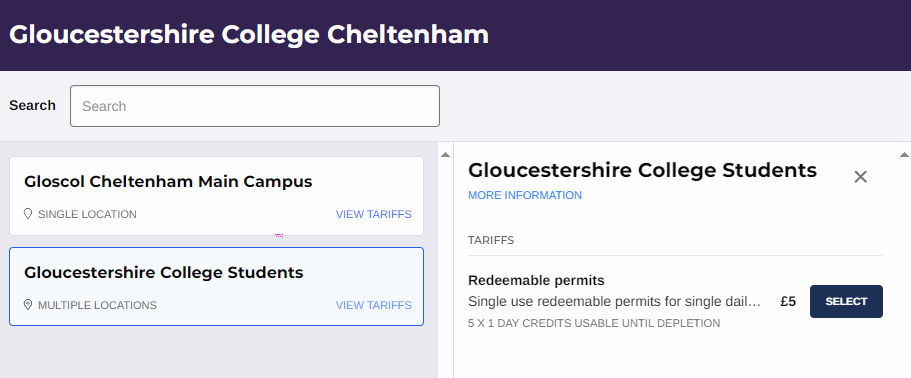 Gloucestershire College Cheltenham
Search
Search
Gloscol Cheltenham Main Campus
SINGLE LOCATION
VIEW TARIFFS
Gloucestershire College Students
MULTIPLE LOCATIONS
VIEW TARIFFS
Gloucestershire College Students
MORE INFORMATION
TARIFFS
Redeemable permits
Single use redeemable permits for single dail...
£5
SELECT
5 X 1 DAY CREDITS USABLE UNTIL DEPLETION